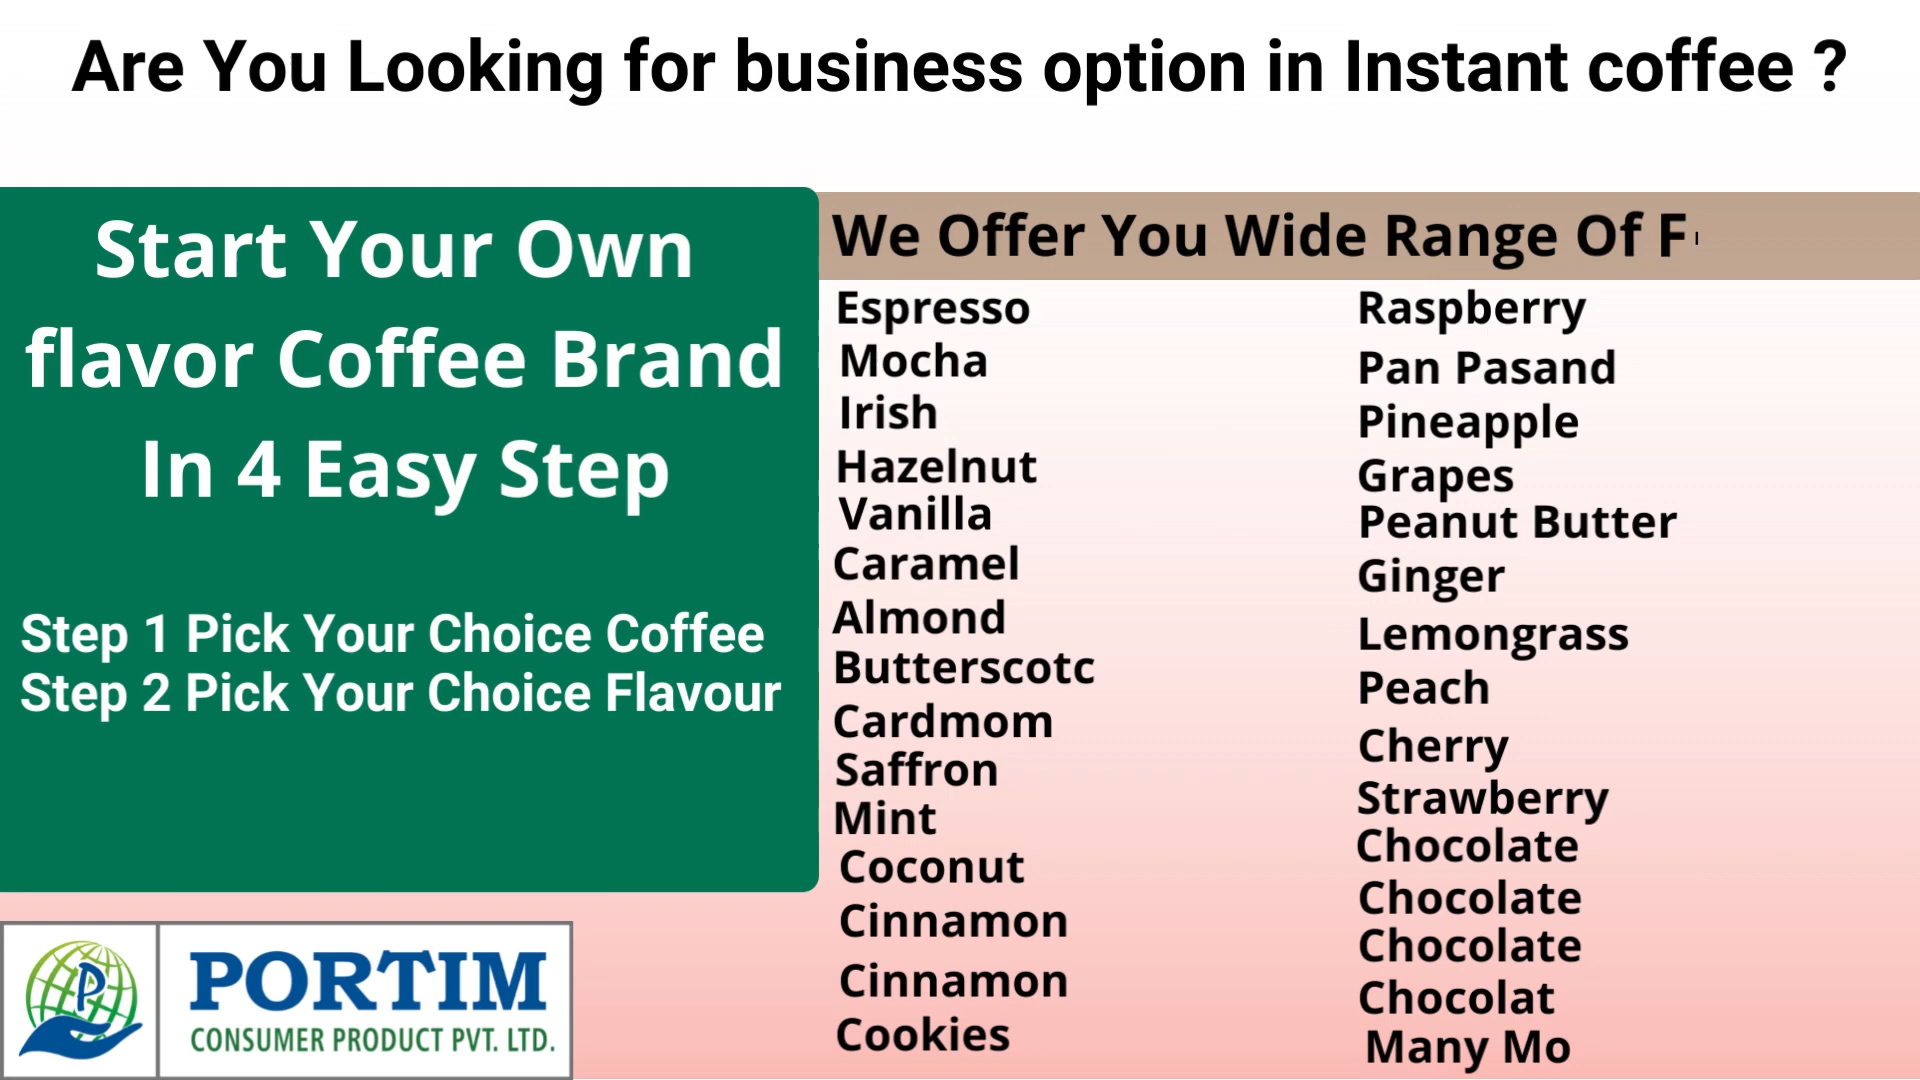 Are You Looking for business option in Instant coffee ?
Start Your Own
flavor Coffee Brand
In 4 Easy Step
Step 1 Pick Your Choice Coffee
Step 2 Pick Your Choice Flavour
We Offer You Wide Range Of F
Espresso
Mocha
Irish
Hazelnut
Vanilla
Caramel
Almond
Butterscotc
Cardmom
Saffron
Mint
Coconut
Cinnamon
Cinnamon
Cookies
Raspberry
Pan Pasand
Pineapple
Grapes
Peanut Butter
Ginger
Lemongrass
Peach
Cherry
Strawberry
Chocolate
Chocolate
Chocolate
Chocolat
Many Mo
P
PORTIM
CONSUMER PRODUCT PVT. LTD.